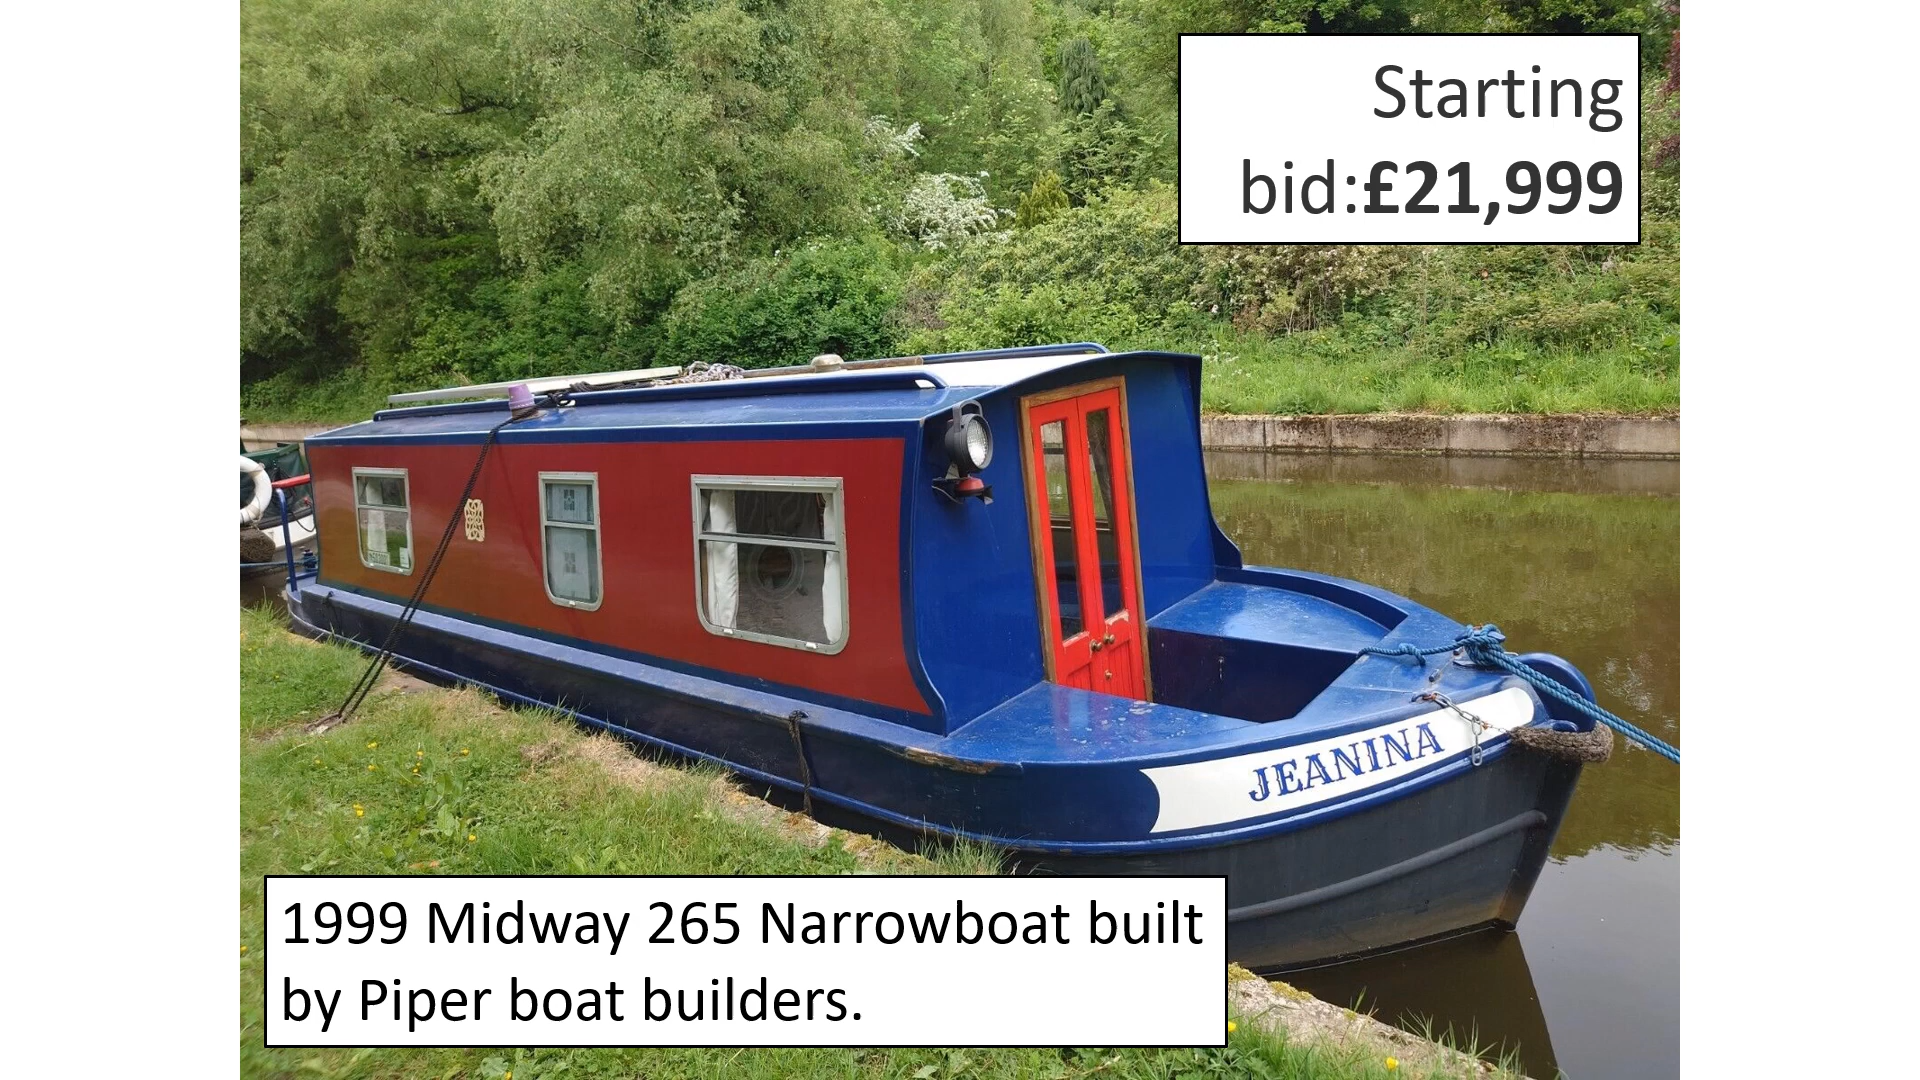 Starting
bid:£21,999
JEANINA
1999 Midway 265 Narrowboat built
by Piper boat builders.